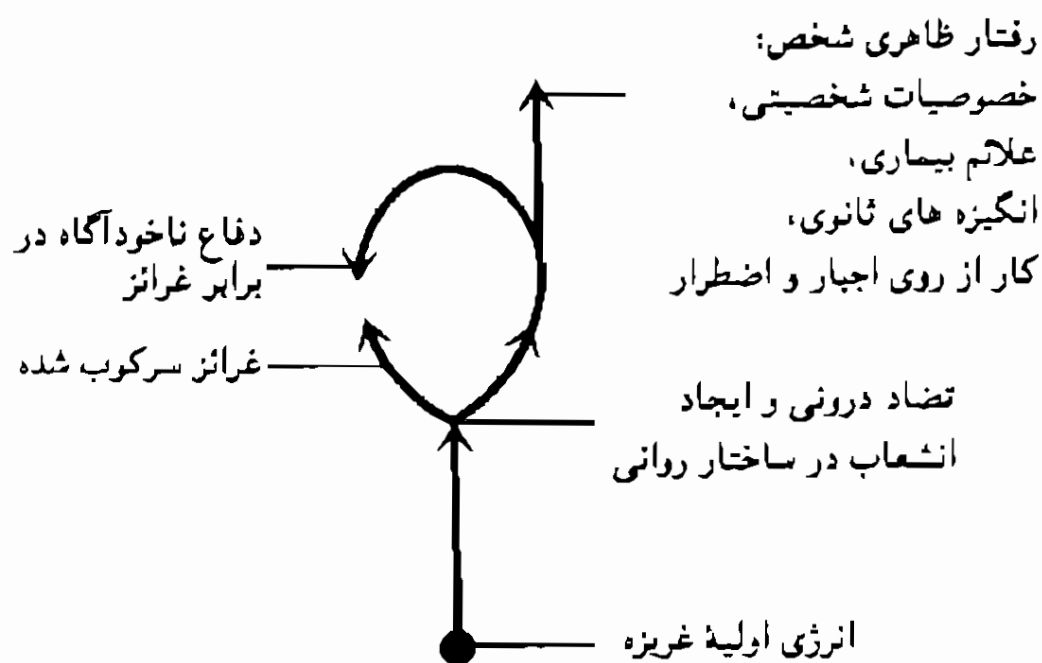 رفتار ظاهری شخص:
خصوصیات شخصیتی،
علائم بیماری،
انگیزه های ثانوی،
کار از روی اجبار و اضطرار
دفاع ناخودآگاه در
برابر غرائز
غرائز سرکوب شده
تضاد درونی و ایجاد
انشعاب در ساختار روانی
انرژی اولیهٔ غریزه